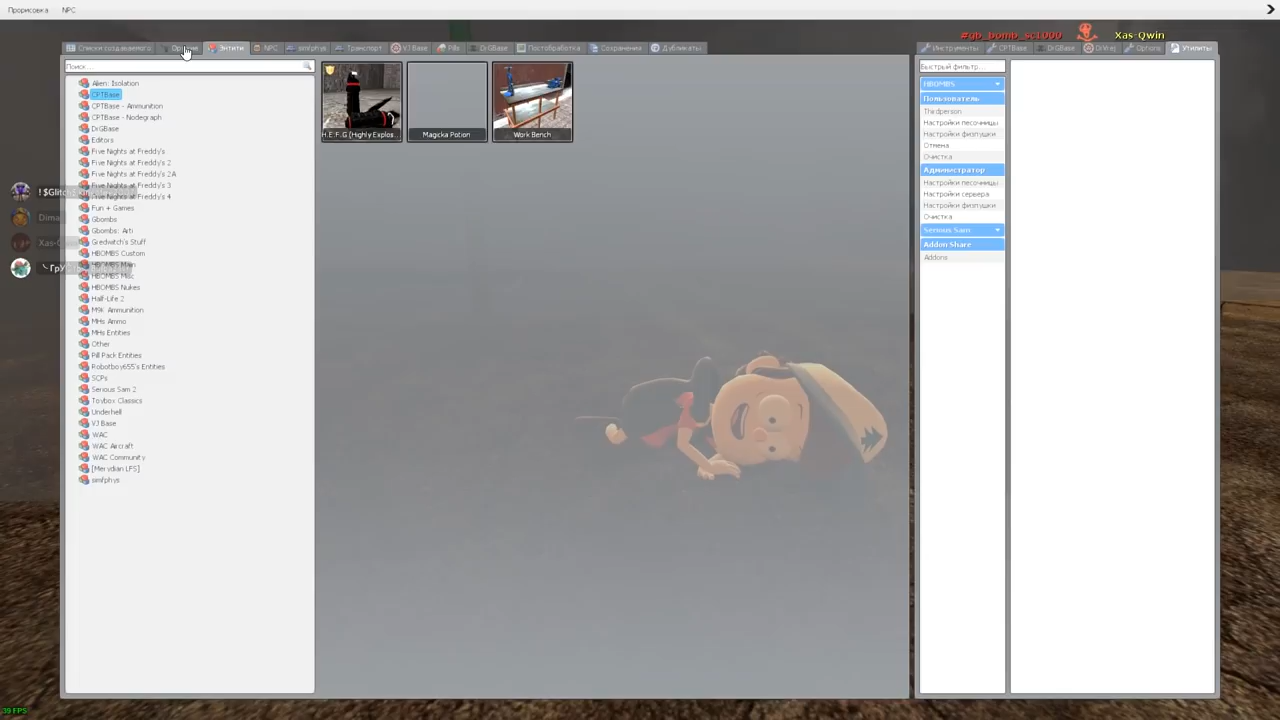 Прорисовка NPC
#gb_bomb_sc1000 Xas-Qwin
Списки создаваемого Оружие Энтити NPC simfphys Транспорт VJ Base Pills DrGBase Постобработка Сохранения Дубликаты
Инструменты CPTBase DrGBase DrVrej Options Утилиты
Поиск...
Alien: Isolation
CPTBase
CPTBase - Ammunition
CPTBase - Nodegraph
DrGBase
Editors
Five Nights at Freddy's
Five Nights at Freddy's 2
Five Nights at Freddy's 2A
Five Nights at Freddy's 3
Five Nights at Freddy's 4
Fun + Games
Gbombs
Gbombs: Arti
Gredwitch's Stuff
HBOMBS Custom
HBOMBS Main
HBOMBS Misc
HBOMBS Nukes
Half-Life 2
M9K Ammunition
MHs Ammo
MHs Entities
Other
Pill Pack Entities
Robotboy655's Entities
SCPs
Serious Sam 2
Toybox Classics
Underhell
VJ Base
WAC
WAC Aircraft
WAC Community
[Merydian LFS]
simfphys
H.E.F.G (Highly Explos...
Magicka Potion
Work Bench
Быстрый фильтр...
HBOMBS
Пользователь
Thirdperson
Настройки песочницы
Настройки физпушки
Отмена
Очистка
Администратор
Настройки песочницы
Настройки сервера
Настройки физпушки
Очистка
Serious Sam
Addon Share
Addons
! $Glitch
Dima
Xas-
39 FPS